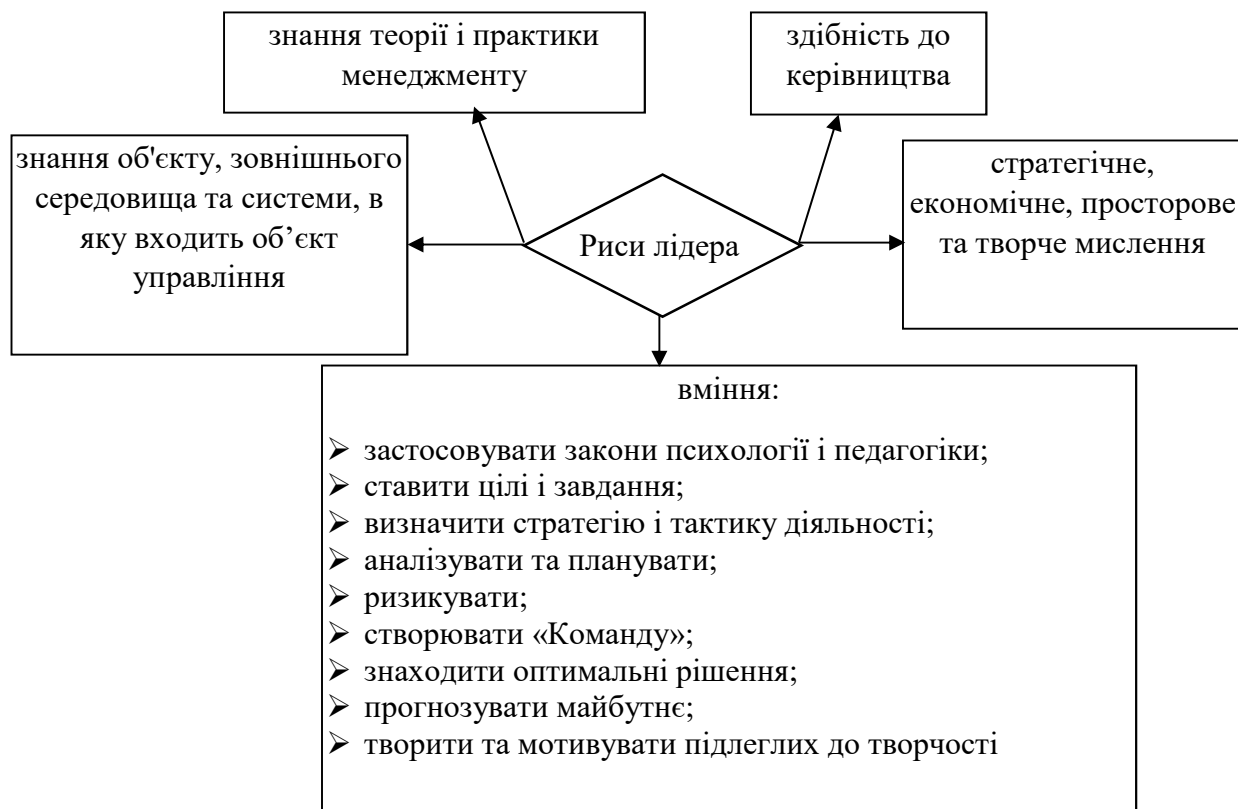 знання теорії і практики
менеджменту
здібність до
керівництва
знання об'єкту, зовнішнього
середовища та системи, в
яку входить об’єкт
управління
Риси лідера
стратегічне,
економічне, просторове
та творче мислення
вміння:
➢ застосовувати закони психології і педагогіки;
➢ ставити цілі і завдання;
➢ визначити стратегію і тактику діяльності;
➢ аналізувати та планувати;
➢ ризикувати;
➢ створювати «Команду»;
➢ знаходити оптимальні рішення;
➢ прогнозувати майбутнє;
➢ творити та мотивувати підлеглих до творчості